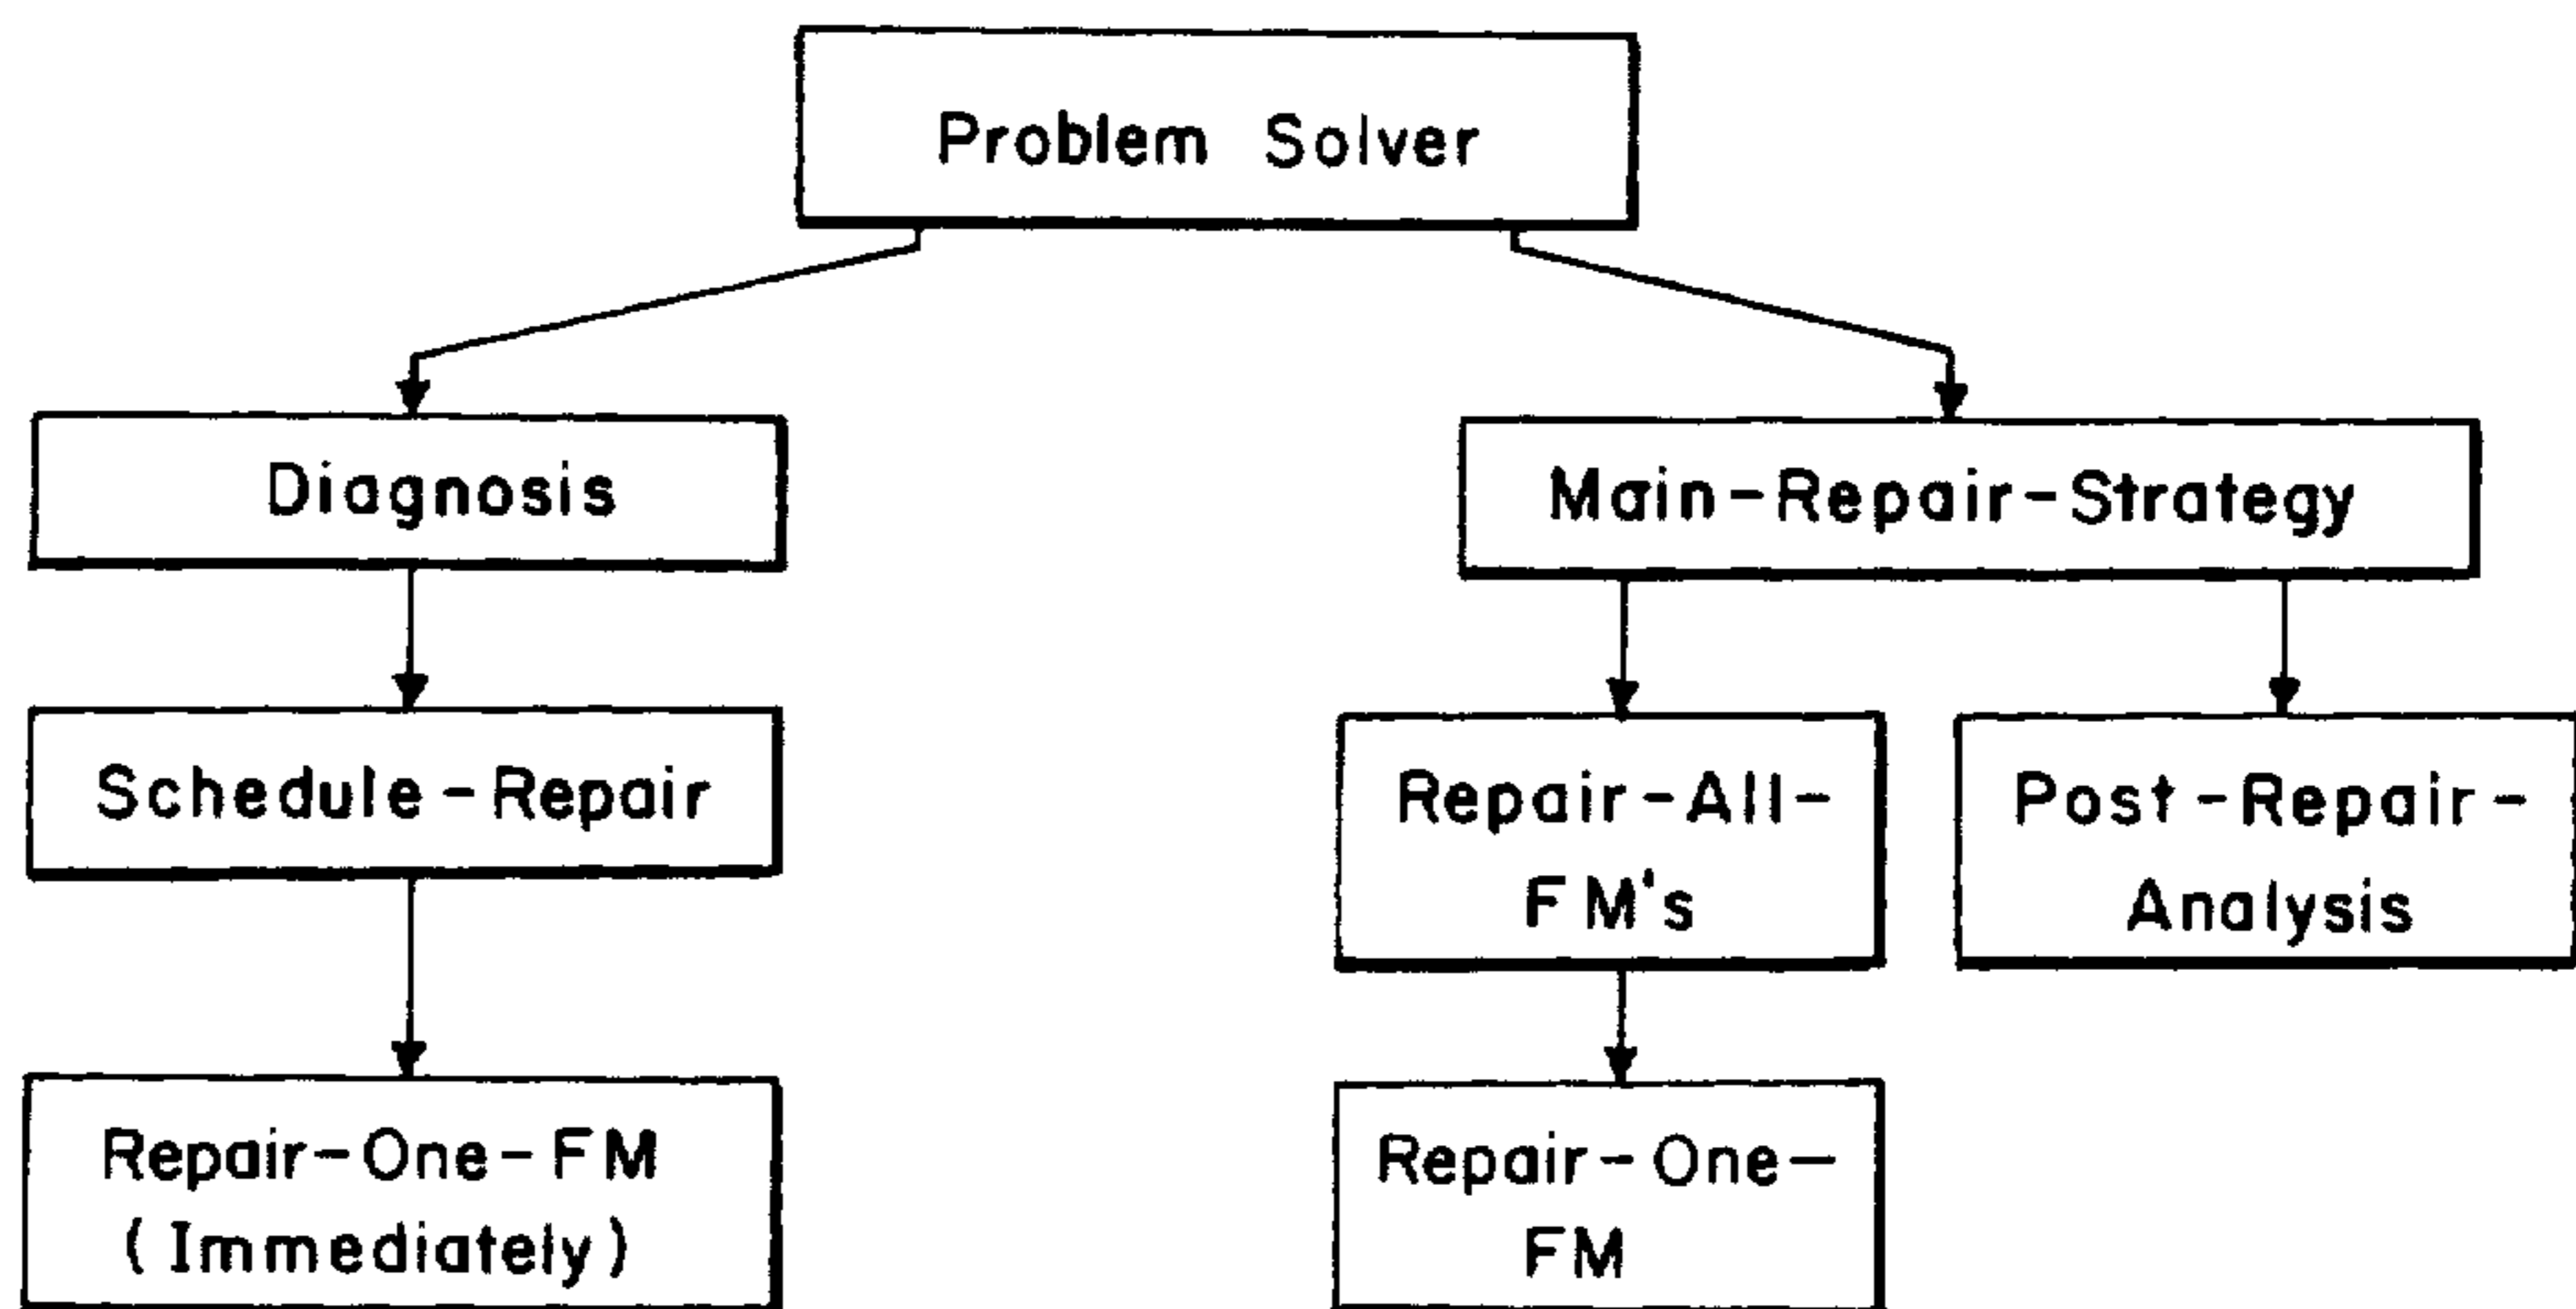 Problem Solver
Diagnosis
Main-Repair-Strategy
Schedule-Repair
Repair-All-
FM's
Post-Repair-
Analysis
Repair-One-FM
(Immediately)
Repair-One-
FM